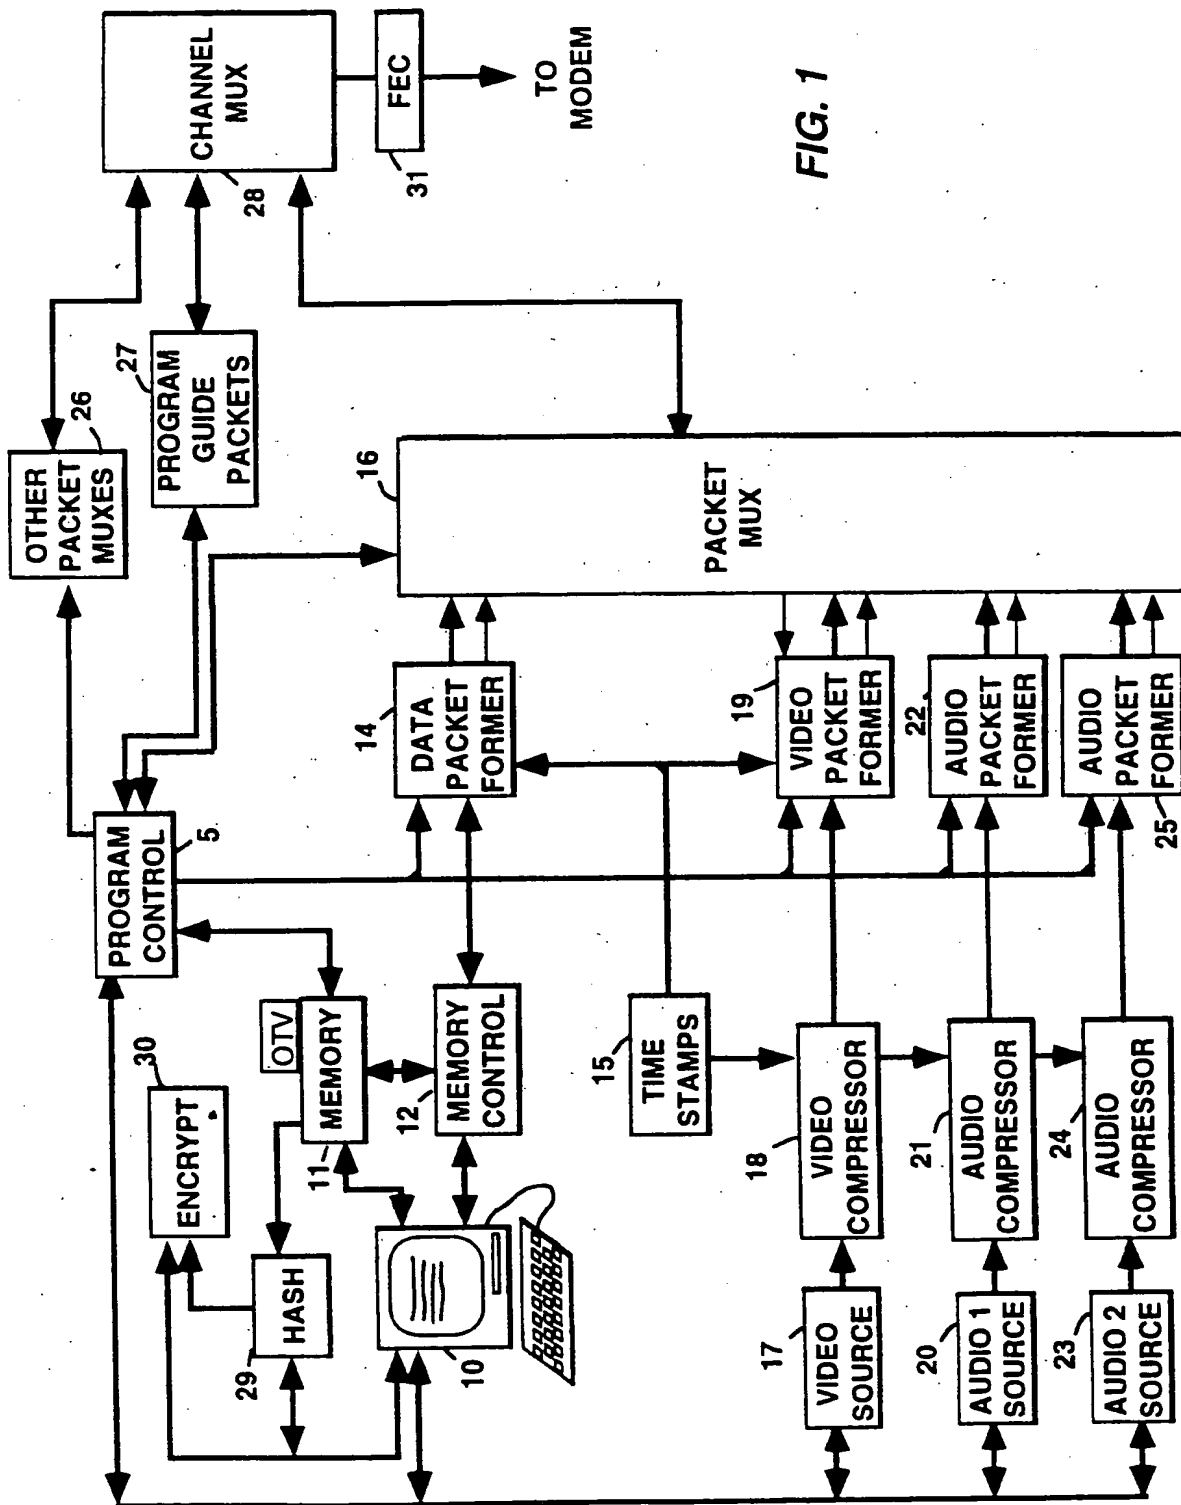 OTHER
PACKET
MUXES
26
PROGRAM
GUIDE
PACKETS
27
CHANNEL
MUX
28
FEC
31
TO
MODEM
PROGRAM
CONTROL
5
ENCRYPT
30
HASH
29
OTV
MEMORY
11
MEMORY
CONTROL
12
10
DATA
PACKET
FORMER
14
TIME
STAMPS
15
PACKET
MUX
16
VIDEO
SOURCE
17
VIDEO
COMPRESSOR
18
VIDEO
PACKET
FORMER
19
AUDIO 1
SOURCE
20
AUDIO
COMPRESSOR
21
AUDIO
PACKET
FORMER
22
AUDIO 2
SOURCE
23
AUDIO
COMPRESSOR
24
AUDIO
PACKET
FORMER
25
FIG. 1